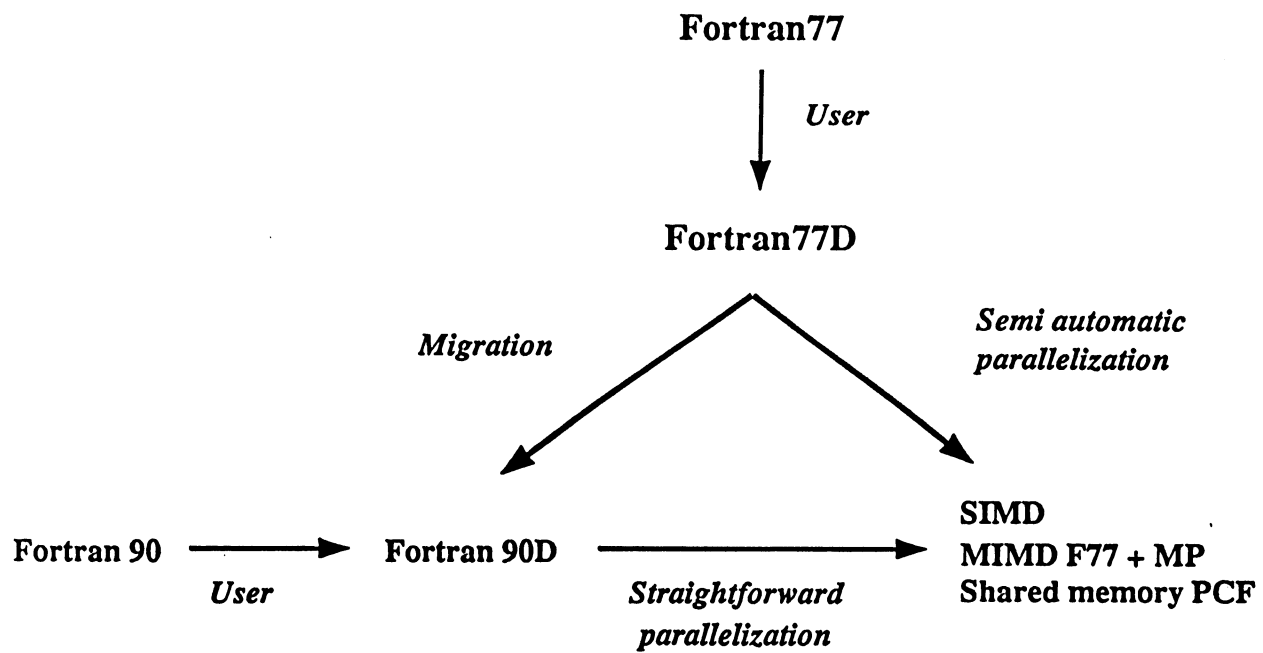 Fortran77
User
Fortran77D
Migration
Semi automatic
parallelization
Fortran 90
User
Fortran 90D
Straightforward
parallelization
SIMD
MIMD F77 + MP
Shared memory PCF